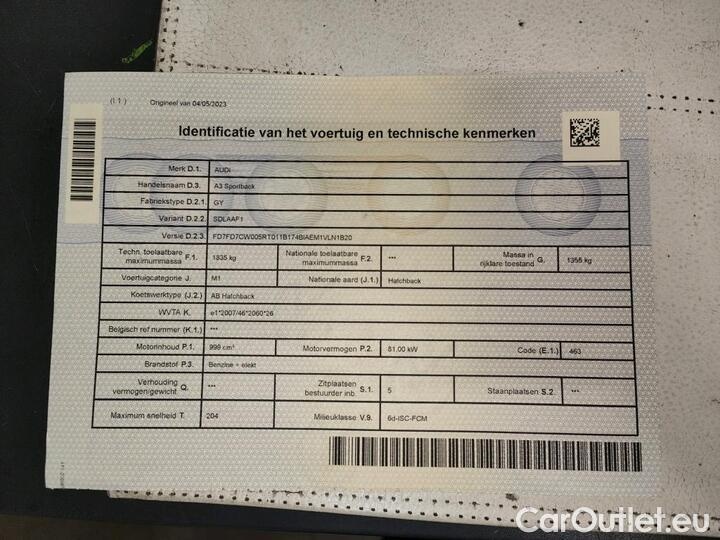 (I.1) Origineel van 04/05/2023
Identificatie van het voertuig en technische kenmerken
Merk D.1. AUDI
Handelsnaam D.3. A3 Sportback
Fabriekstype D.2.1. GY
Variant D.2.2. SDLAAF1
Versie D.2.3. FD7FD7CW005RT011B174BIAEM1VLN1B20
Techn. toelaatbare maximummassa F.1. 1835 kg Nationale toelaatbare maximummassa F.2. *** Massa in rijklare toestand G. 1355 kg
Voertuigcategorie J. M1 Nationale aard (J.1.) Hatchback
Koetswerktype (J.2.) AB Hatchback
WVTA K. e1*2007/46*2060*26
Belgisch ref nummer (K.1.) ***
Motorinhoud P.1. 999 cm³ Motorvermogen P.2. 81.00 kW Code (E.1.) 463
Brandstof P.3. Benzine + elekt
Verhouding vermogen/gewicht Q. *** Zitplaatsen bestuurder inb. S.1. 5 Staanplaatsen S.2. ***
Maximum snelheid T. 204 Milieuklasse V.9. 6d-ISC-FCM
CarOutlet.eu